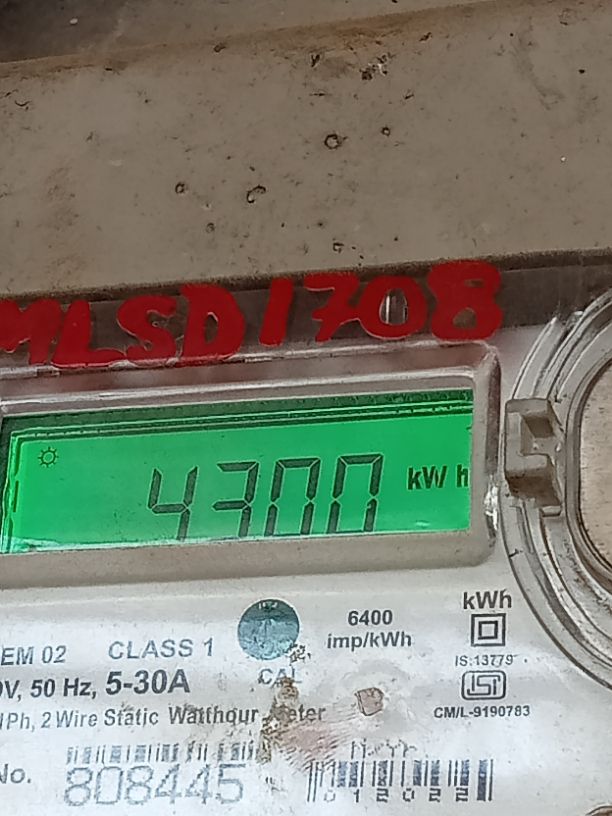 MLSD1708
4300 kWh
6400
imp/kWh
kWh
EM 02 CLASS 1
CAL
IS:13779
V, 50 Hz, 5-30A
Ph, 2 Wire Static Watthour Meter
CM/L-9190783
No. 808445
012022